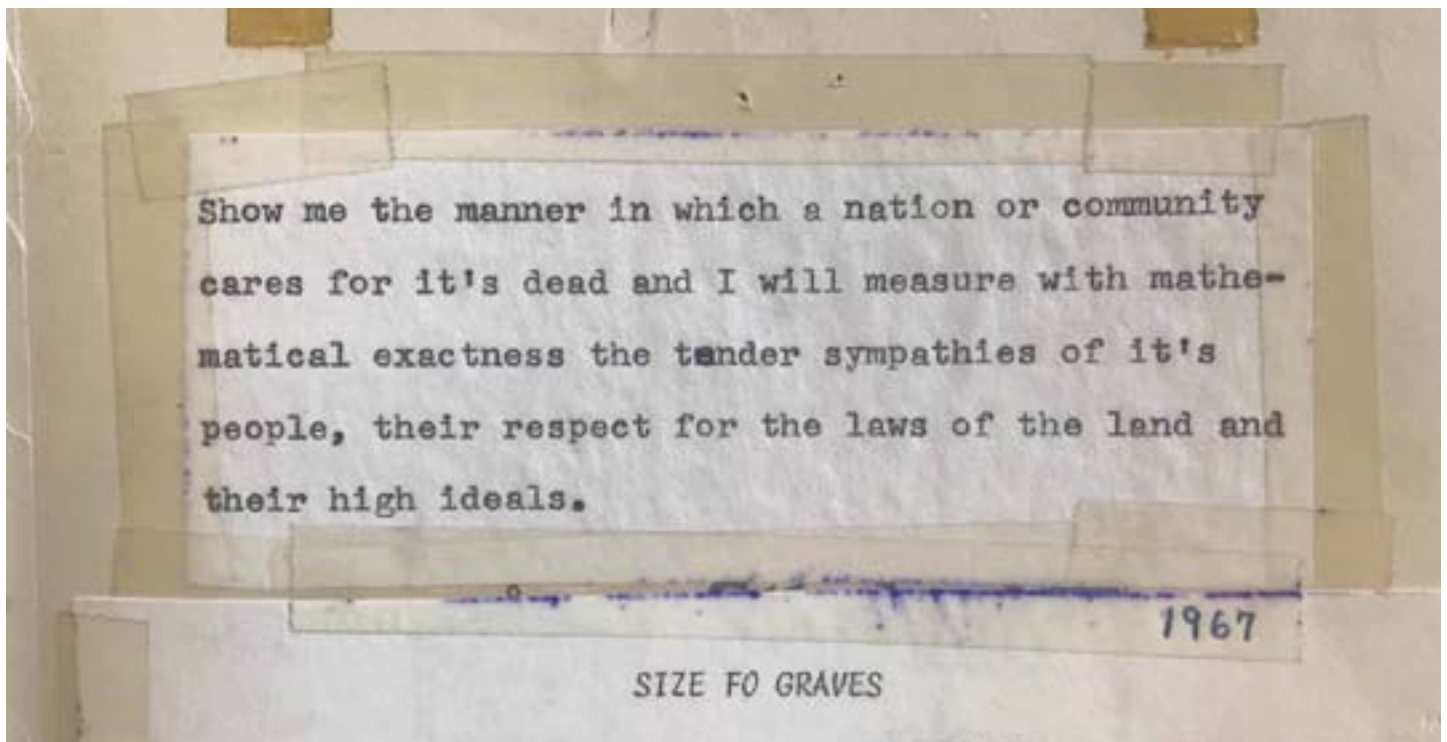 Show me the manner in which a nation or community
cares for it's dead and I will measure with mathe-
matical exactness the tender sympathies of it's
people, their respect for the laws of the land and
their high ideals.
1967
SIZE FO GRAVES